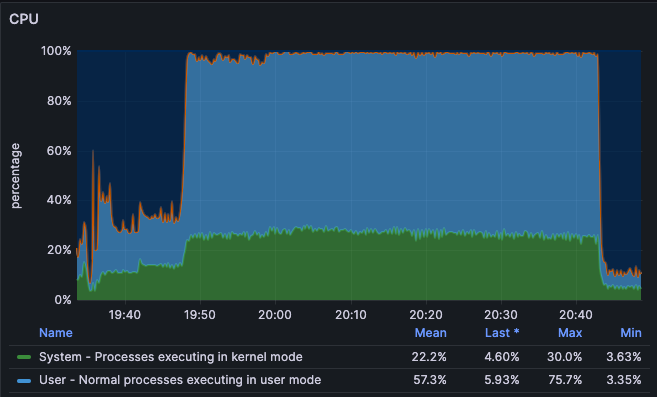 CPU
100%
80%
60%
40%
20%
0%
percentage
19:40 19:50 20:00 20:10 20:20 20:30 20:40
Name Mean Last * Max Min
System - Processes executing in kernel mode 22.2% 4.60% 30.0% 3.63%
User - Normal processes executing in user mode 57.3% 5.93% 75.7% 3.35%